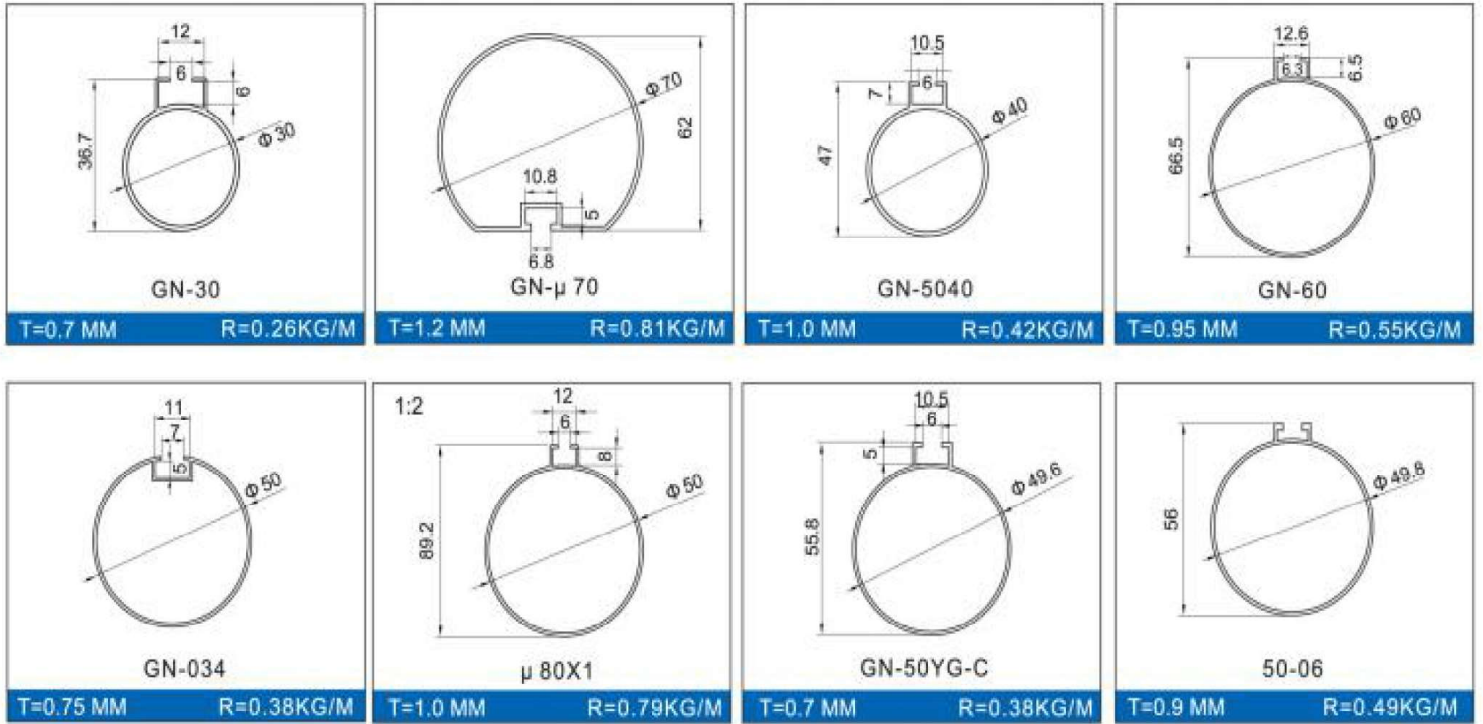 12
6
6
36.7
Φ30
GN-30
T=0.7 MM R=0.26KG/M
Φ70
62
10.8
5
6.8
GN-μ 70
T=1.2 MM R=0.81KG/M
10.5
6
7
Φ40
47
GN-5040
T=1.0 MM R=0.42KG/M
12.6
6.3
6.5
Φ60
66.5
GN-60
T=0.95 MM R=0.55KG/M
11
7
5
Φ50
GN-034
T=0.75 MM R=0.38KG/M
1:2
12
6
8
Φ50
89.2
μ 80X1
T=1.0 MM R=0.79KG/M
10.5
6
5
Φ49.6
55.8
GN-50YG-C
T=0.7 MM R=0.38KG/M
Φ49.8
56
50-06
T=0.9 MM R=0.49KG/M